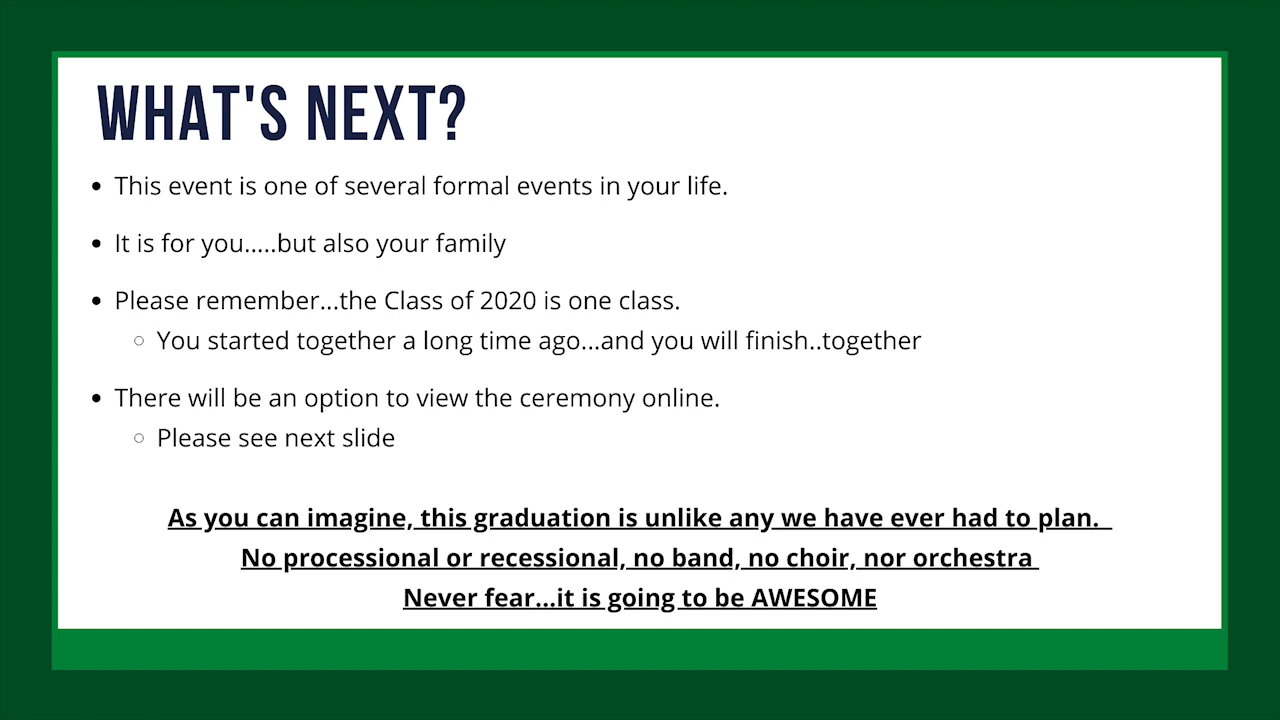 WHAT'S NEXT?
• This event is one of several formal events in your life.
• It is for you.....but also your family
• Please remember...the Class of 2020 is one class.
○ You started together a long time ago...and you will finish..together
• There will be an option to view the ceremony online.
○ Please see next slide
As you can imagine, this graduation is unlike any we have ever had to plan.
No processional or recessional, no band, no choir, nor orchestra
Never fear...it is going to be AWESOME